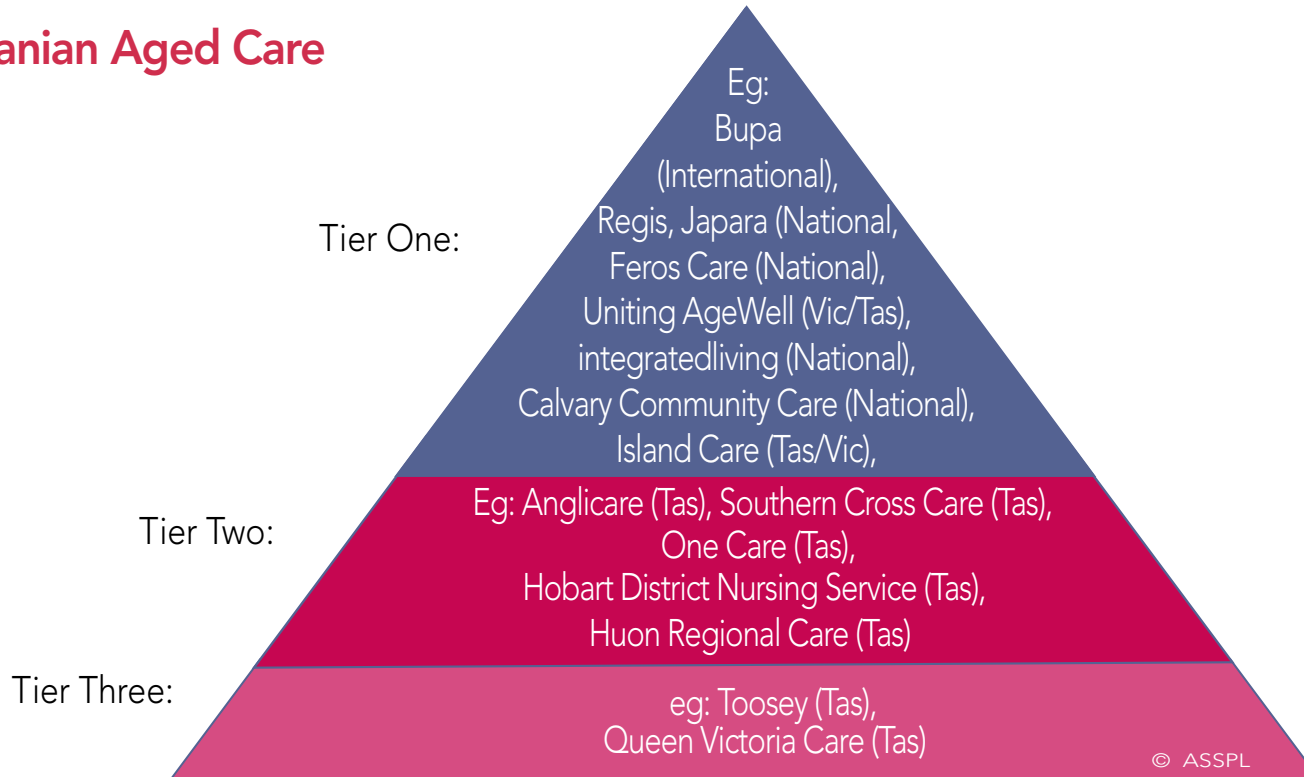 anian Aged Care
Eg:
Bupa
(International),
Regis, Japara (National,
Feros Care (National),
Uniting AgeWell (Vic/Tas),
integratedliving (National),
Calvary Community Care (National),
Island Care (Tas/Vic),
Tier One:
Eg: Anglicare (Tas), Southern Cross Care (Tas),
One Care (Tas),
Hobart District Nursing Service (Tas),
Huon Regional Care (Tas)
Tier Two:
Tier Three:
eg: Toosey (Tas),
Queen Victoria Care (Tas)
© ASSPL